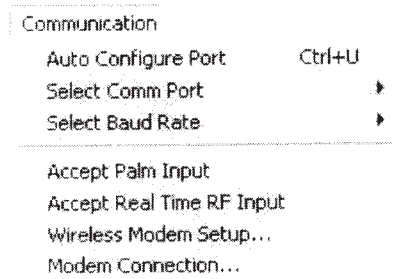 Communication
Auto Configure Port Ctrl+U
Select Comm Port
Select Baud Rate
Accept Palm Input
Accept Real Time RF Input
Wireless Modem Setup...
Modem Connection...